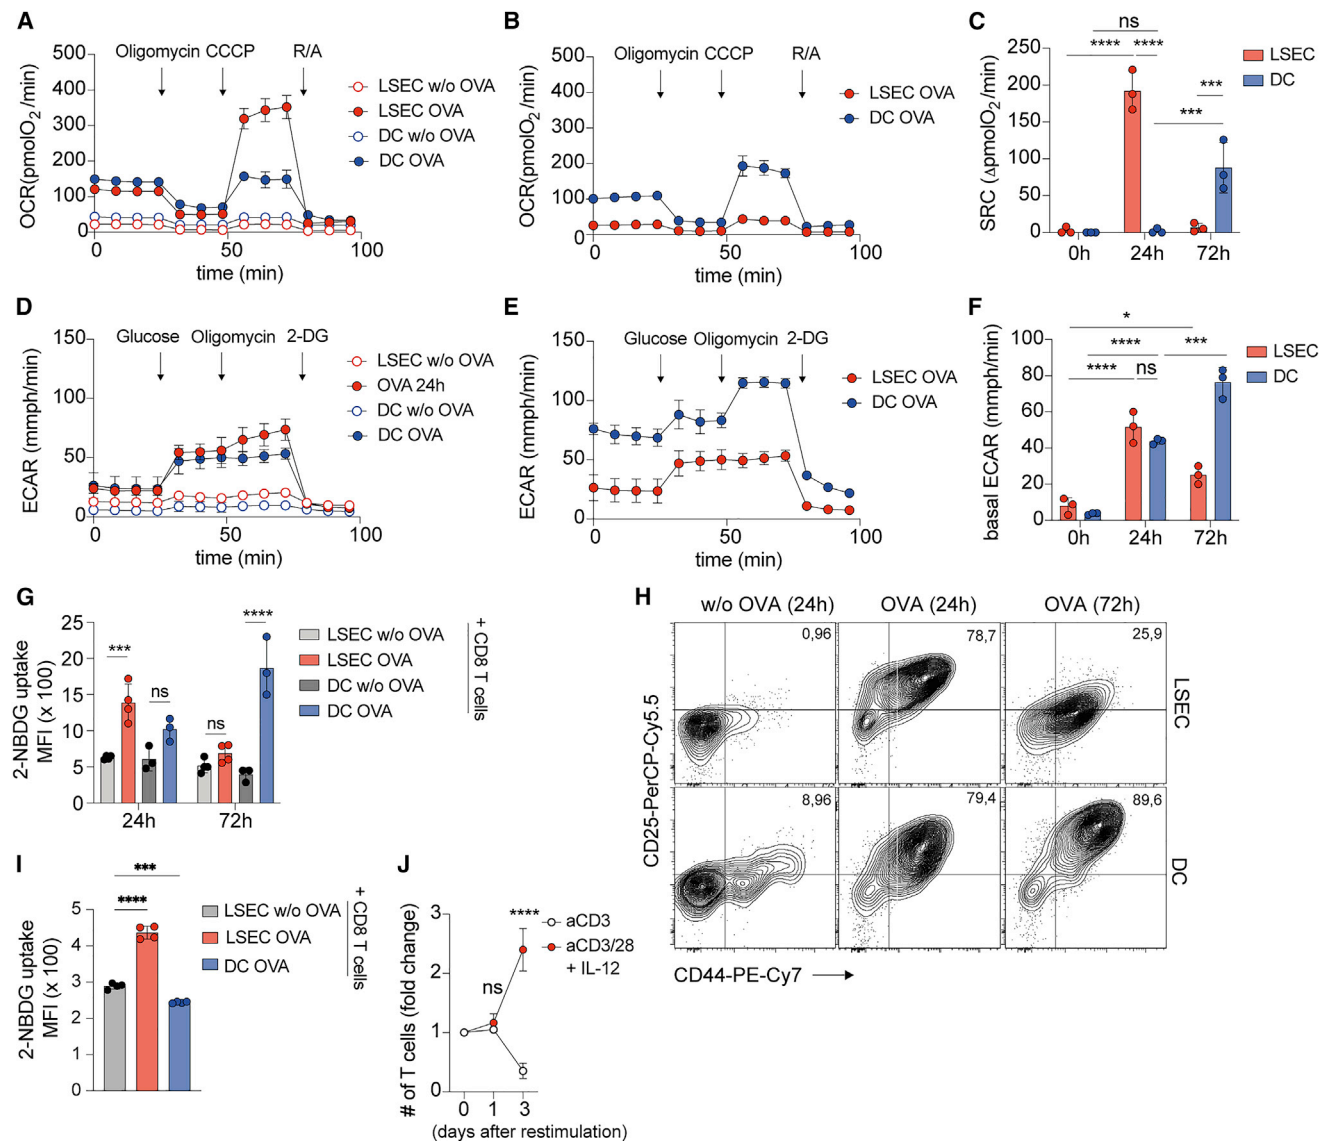 A
OCR(pmolO2/min)
500
400
300
200
100
0
Oligomycin CCCP R/A
LSEC w/o OVA
LSEC OVA
DC w/o OVA
DC OVA
0 50 100
time (min)
B
OCR(pmolO2/min)
500
400
300
200
100
0
Oligomycin CCCP R/A
LSEC OVA
DC OVA
0 50 100
time (min)
C
SRC (ΔpmolO2/min)
250
200
150
100
50
0
ns
**** ****
***
***
LSEC
DC
0h 24h 72h
D
ECAR (mmph/min)
150
100
50
0
Glucose Oligomycin 2-DG
LSEC w/o OVA
OVA 24h
DC w/o OVA
DC OVA
0 50 100
time (min)
E
ECAR (mmph/min)
150
100
50
0
Glucose Oligomycin 2-DG
LSEC OVA
DC OVA
0 50 100
time (min)
F
basal ECAR (mmph/min)
100
80
60
40
20
0
*
**** ***
**** ns
LSEC
DC
0h 24h 72h
G
2-NBDG uptake
MFI (x 100)
25
20
15
10
5
0
***
ns
ns
****
LSEC w/o OVA
LSEC OVA
DC w/o OVA
DC OVA
+ CD8 T cells
24h 72h
H
w/o OVA (24h) OVA (24h) OVA (72h)
0,96 78,7 25,9
LSEC
8,96 79,4 89,6
DC
CD25-PerCP-Cy5.5
CD44-PE-Cy7
I
2-NBDG uptake
MFI (x 100)
5
4
3
2
1
0
***
****
LSEC w/o OVA
LSEC OVA
DC OVA
+ CD8 T cells
J
# of T cells (fold change)
3
2
1
0
ns
****
aCD3
aCD3/28
+ IL-12
0 1 3
(days after restimulation)